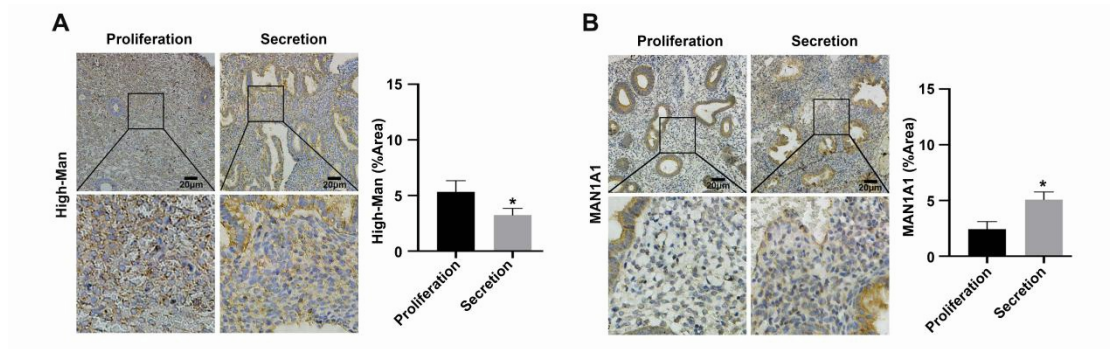 A
Proliferation
Secretion
High-Man
20μm
20μm
High-Man (%Area)
15
10
5
0
*
Proliferation
Secretion
B
Proliferation
Secretion
MAN1A1
20μm
20μm
MAN1A1 (%Area)
15
10
5
0
*
Proliferation
Secretion